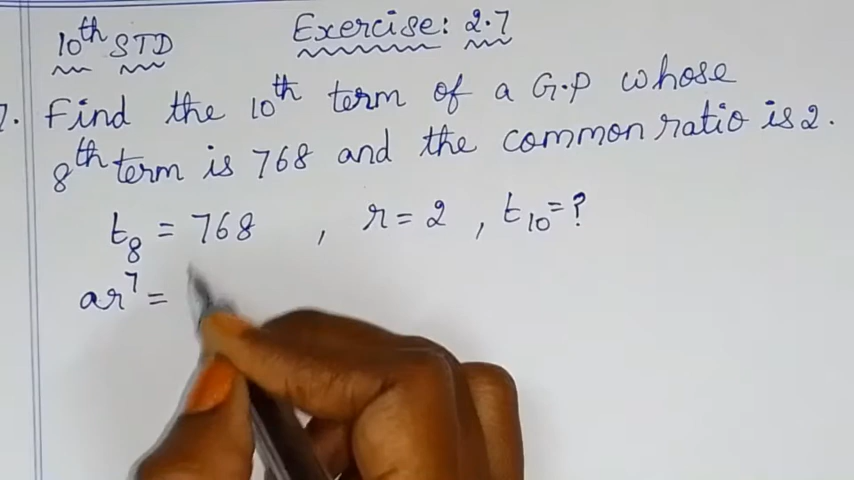 10th STD Exercise: 2.7
7. Find the 10th term of a G.P whose
8th term is 768 and the common ratio is 2.
t₈ = 768 , r = 2 , t₁₀ = ?
ar⁷ =